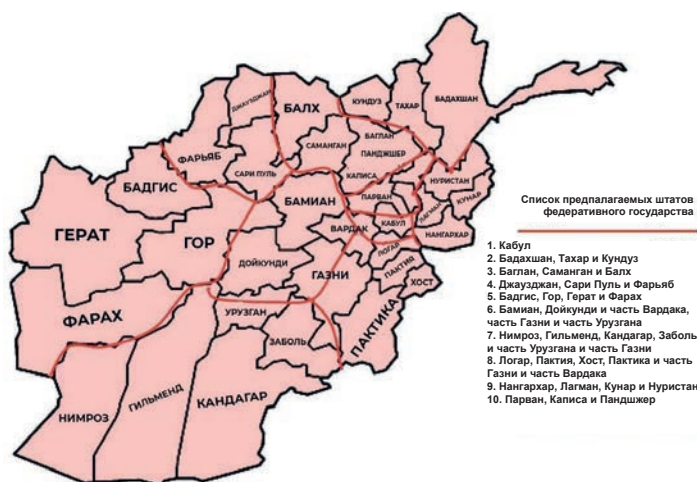 ДЖАУЗДЖАН
БАЛХ
КУНДУЗ
ТАХАР
БАДАХШАН
ФАРЬЯБ
САРИ ПУЛЬ
САМАНГАН
БАГЛАН
ПАНДЖШЕР
КАПИСА
НУРИСТАН
БАДГИС
БАМИАН
ПАРВАН
ЛАГМАН
КУНАР
ГЕРАТ
ГОР
ВАРДАК
КАБУЛ
НАНГАРХАР
ДОЙКУНДИ
ГАЗНИ
ЛОГАР
ПАКТИЯ
ХОСТ
ФАРАХ
УРУЗГАН
ПАКТИКА
ЗАБОЛЬ
НИМРОЗ
ГИЛЬМЕНД
КАНДАГАР
Список предпалагаемых штатов
федеративного государства
1. Кабул
2. Бадахшан, Тахар и Кундуз
3. Баглан, Саманган и Балх
4. Джаузджан, Сари Пуль и Фарьяб
5. Бадгис, Гор, Герат и Фарах
6. Бамиан, Дойкунди и часть Вардака,
часть Газни и часть Урузгана
7. Нимроз, Гильменд, Кандагар, Заболь
и часть Урузгана и часть Газни
8. Логар, Пактия, Хост, Пактика и часть
Газни и часть Вардака
9. Нангархар, Лагман, Кунар и Нуристан
10. Парван, Каписа и Пандшжер